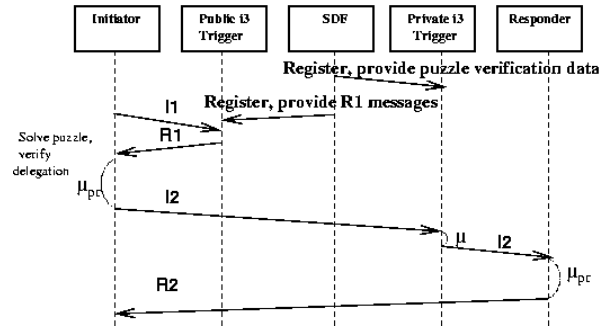 Initiator
Public i3
Trigger
SDF
Private i3
Trigger
Responder
Register, provide puzzle verification data
Register, provide R1 messages
I1
R1
Solve puzzle,
verify
delegation
μpr
I2
μ
I2
μpr
R2